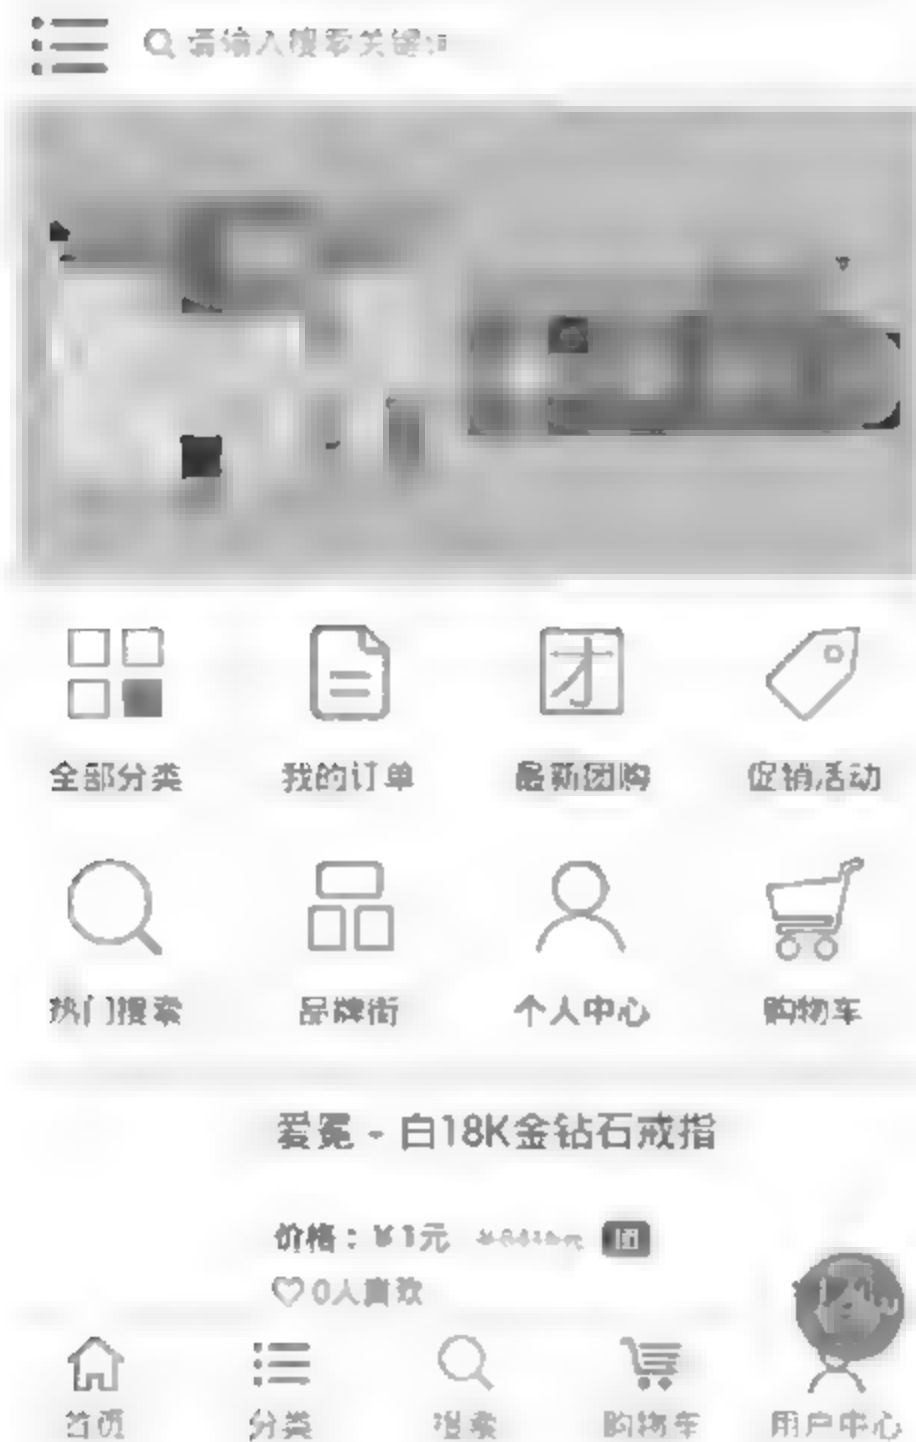 请输入搜索关键
全部分类 我的订单 最新团购 促销活动
热门搜索 品牌街 个人中心 购物车
爱冕 - 白18K金钻石戒指
价格：¥1元 团
0人喜欢
首页 分类 搜索 购物车 用户中心